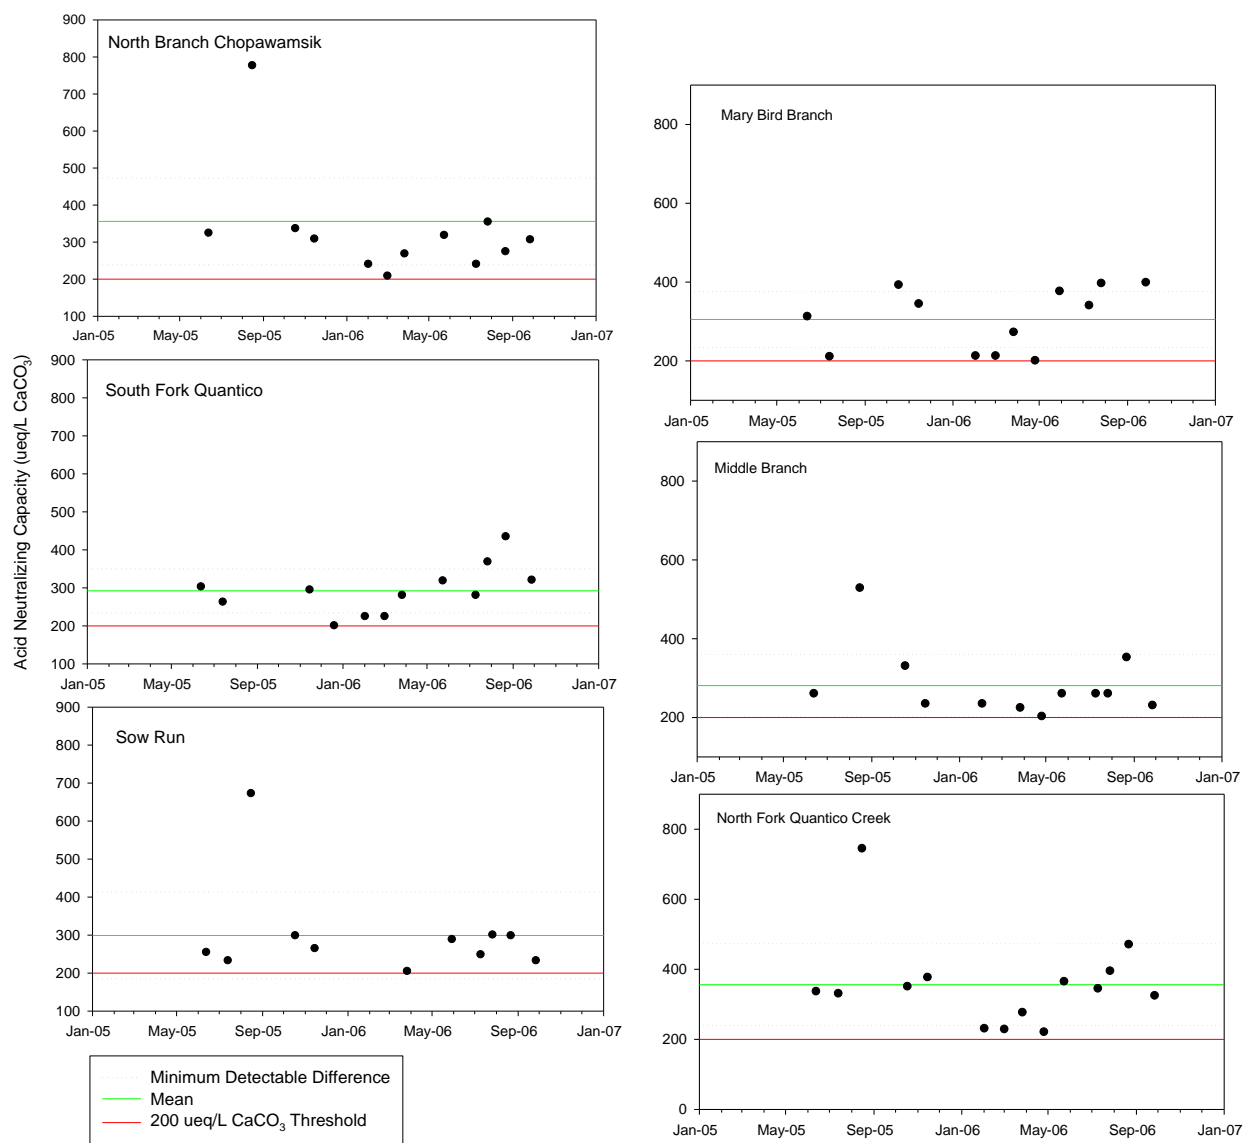 Acid Neutralizing Capacity (ueq/L CaCO₃)
North Branch Chopawamsik
900
800
700
600
500
400
300
200
100
Jan-05 May-05 Sep-05 Jan-06 May-06 Sep-06 Jan-07
South Fork Quantico
900
800
700
600
500
400
300
200
100
Jan-05 May-05 Sep-05 Jan-06 May-06 Sep-06 Jan-07
Sow Run
900
800
700
600
500
400
300
200
100
Jan-05 May-05 Sep-05 Jan-06 May-06 Sep-06 Jan-07
Minimum Detectable Difference
Mean
200 ueq/L CaCO₃ Threshold
Mary Bird Branch
800
600
400
200
Jan-05 May-05 Sep-05 Jan-06 May-06 Sep-06 Jan-07
Middle Branch
800
600
400
200
Jan-05 May-05 Sep-05 Jan-06 May-06 Sep-06 Jan-07
North Fork Quantico Creek
800
600
400
200
0
Jan-05 May-05 Sep-05 Jan-06 May-06 Sep-06 Jan-07